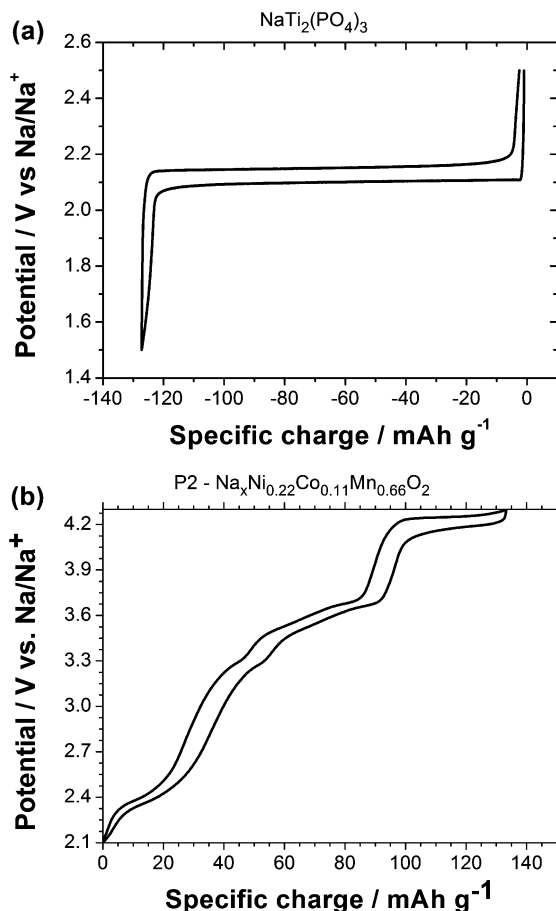 (a)
NaTi₂(PO₄)₃
2.6
2.4
2.2
2.0
1.8
1.6
1.4
Potential / V vs Na/Na⁺
-140 -120 -100 -80 -60 -40 -20 0
Specific charge / mAh g⁻¹
(b)
P2 - NaₓNi₀.₂₂Co₀.₁₁Mn₀.₆₆O₂
4.2
3.9
3.6
3.3
3.0
2.7
2.4
2.1
Potential / V vs. Na/Na⁺
0 20 40 60 80 100 120 140
Specific charge / mAh g⁻¹